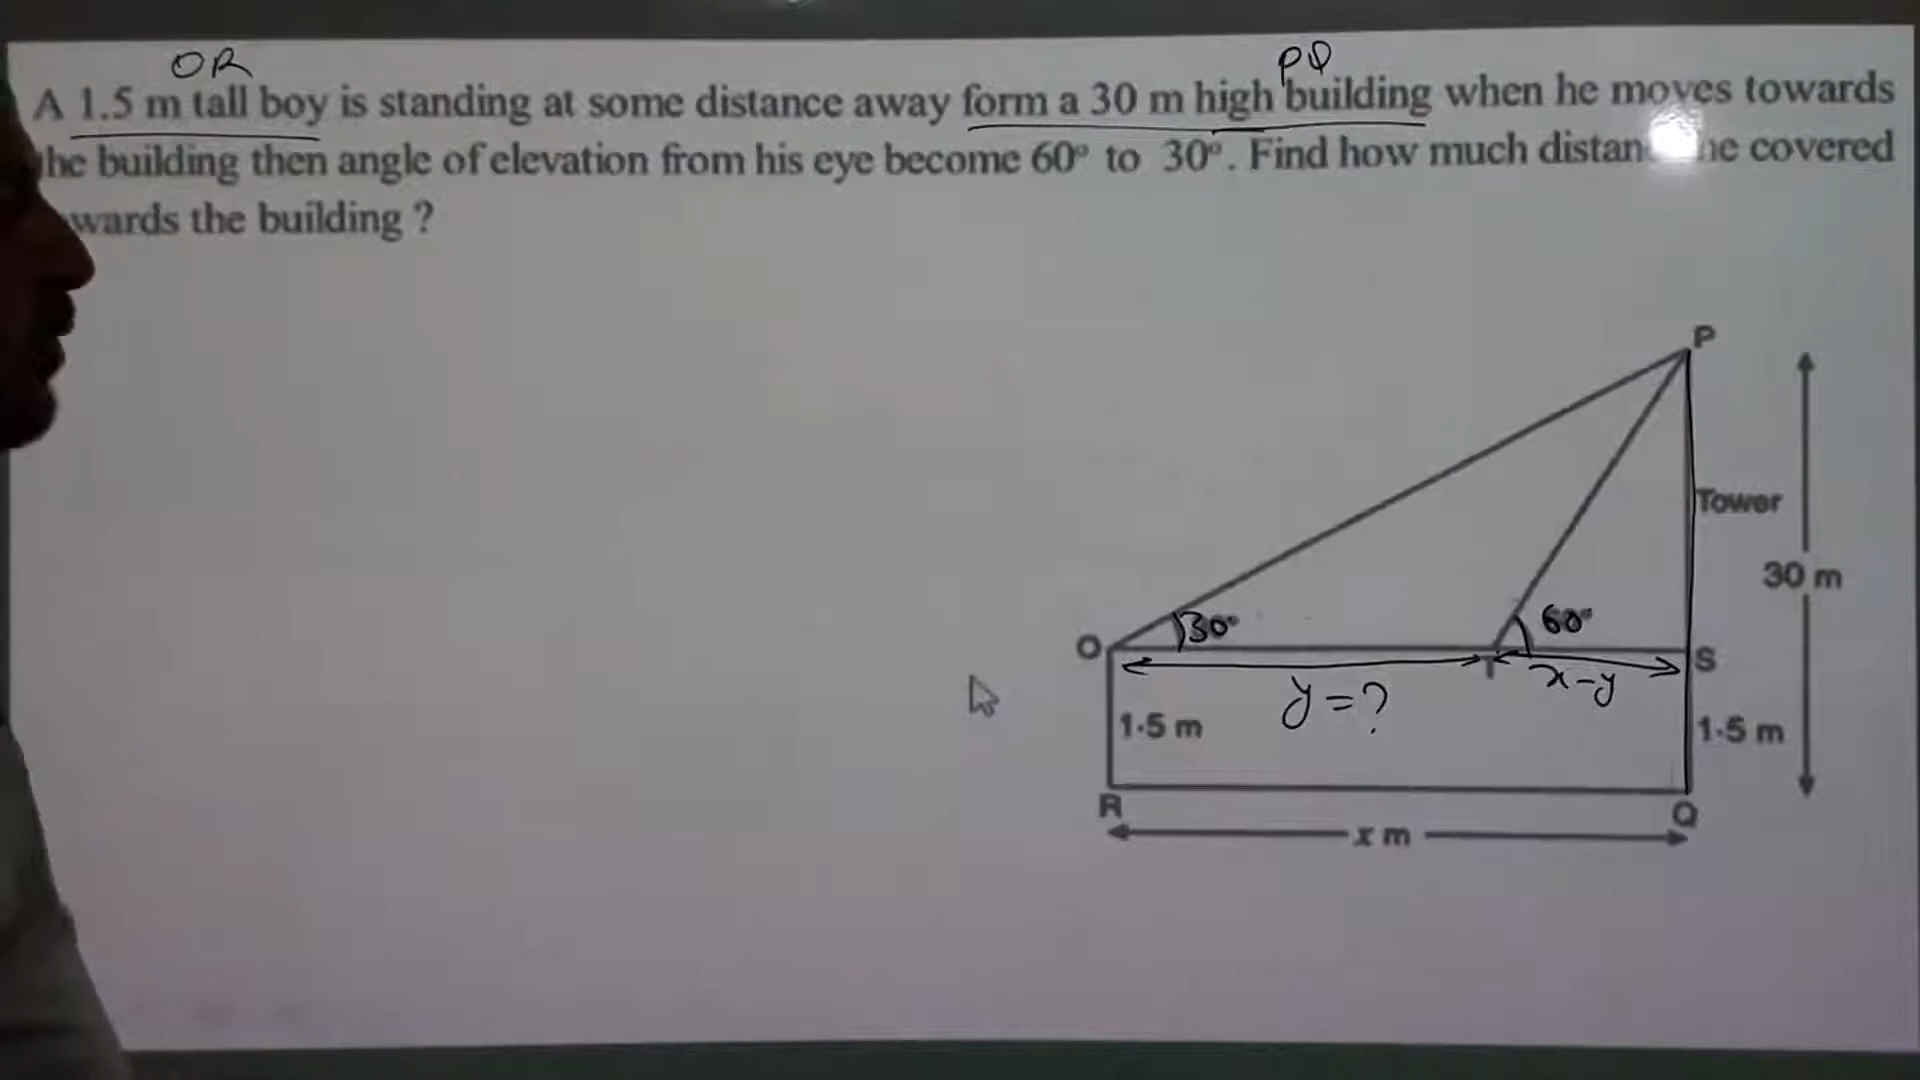 OR
PQ
A 1.5 m tall boy is standing at some distance away form a 30 m high building when he moves towards
the building then angle of elevation from his eye become 60° to 30°. Find how much distan he covered
wards the building ?
P
Tower
30 m
30°
60°
O
T
S
x-y
y=?
1·5 m
1·5 m
R
Q
x m